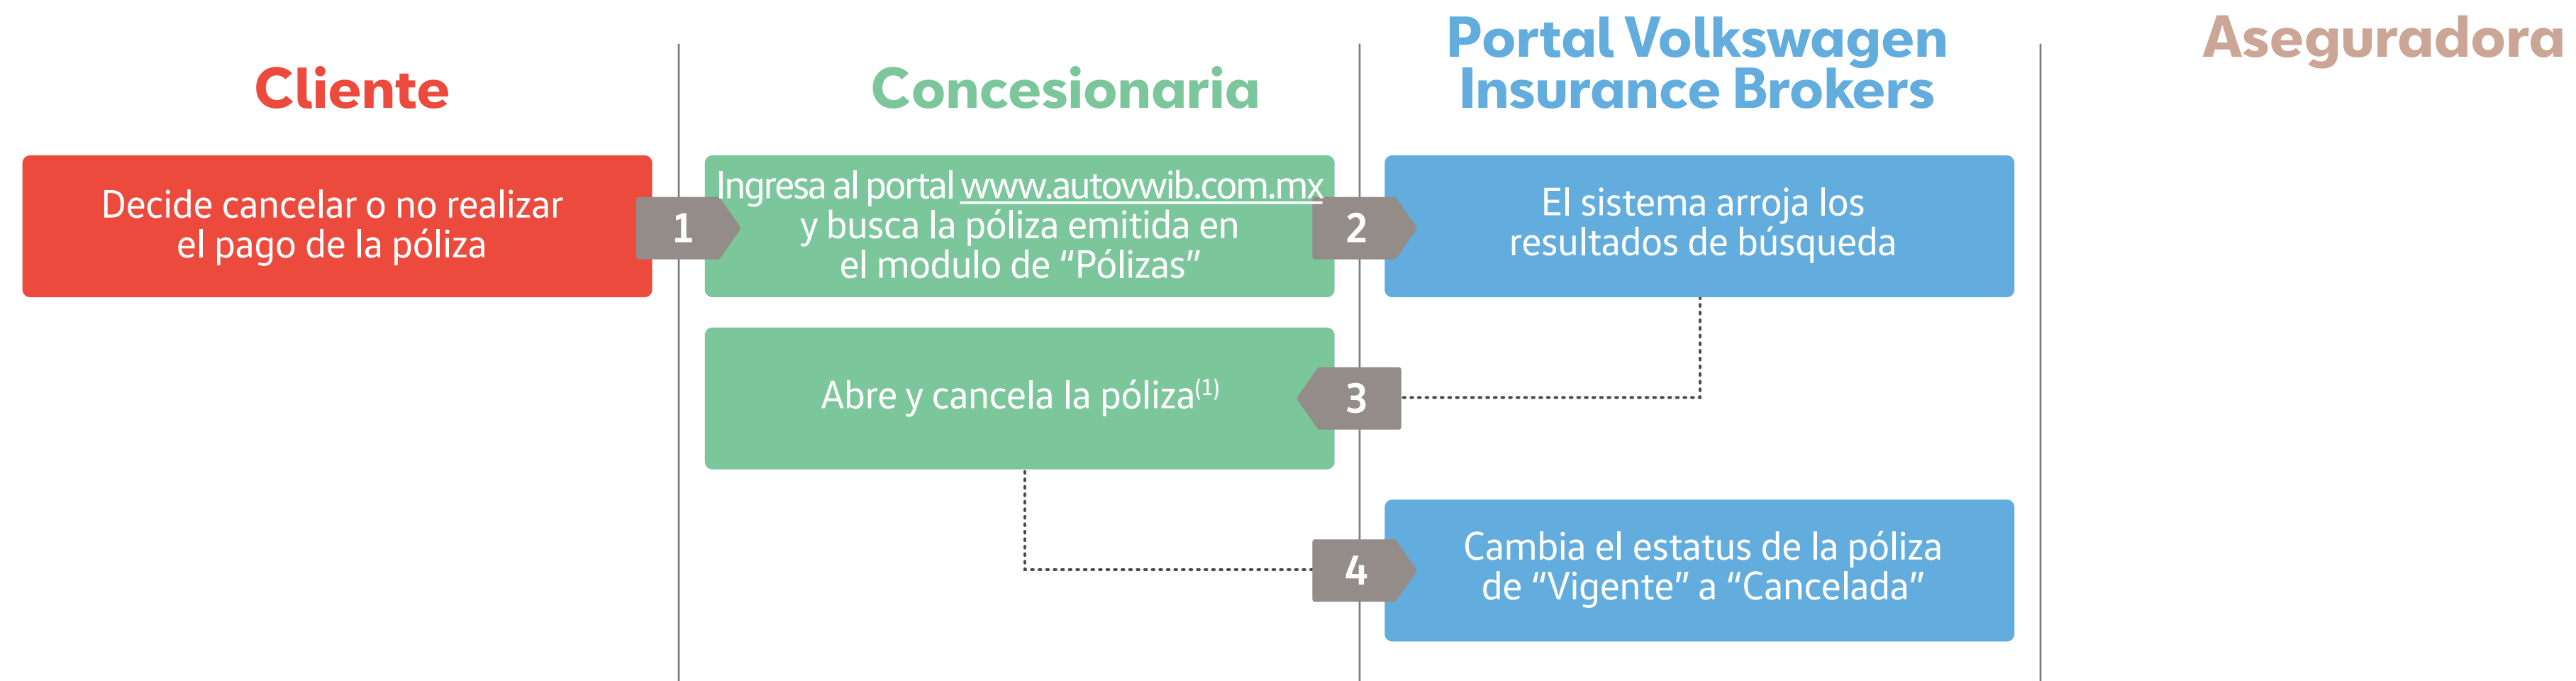 Cliente
Concesionaria
Portal Volkswagen
Insurance Brokers
Aseguradora
Decide cancelar o no realizar
el pago de la póliza
1
Ingresa al portal www.autovwib.com.mx
y busca la póliza emitida en
el modulo de “Pólizas”
2
El sistema arroja los
resultados de búsqueda
Abre y cancela la póliza(1)
3
4
Cambia el estatus de la póliza
de “Vigente” a “Cancelada”